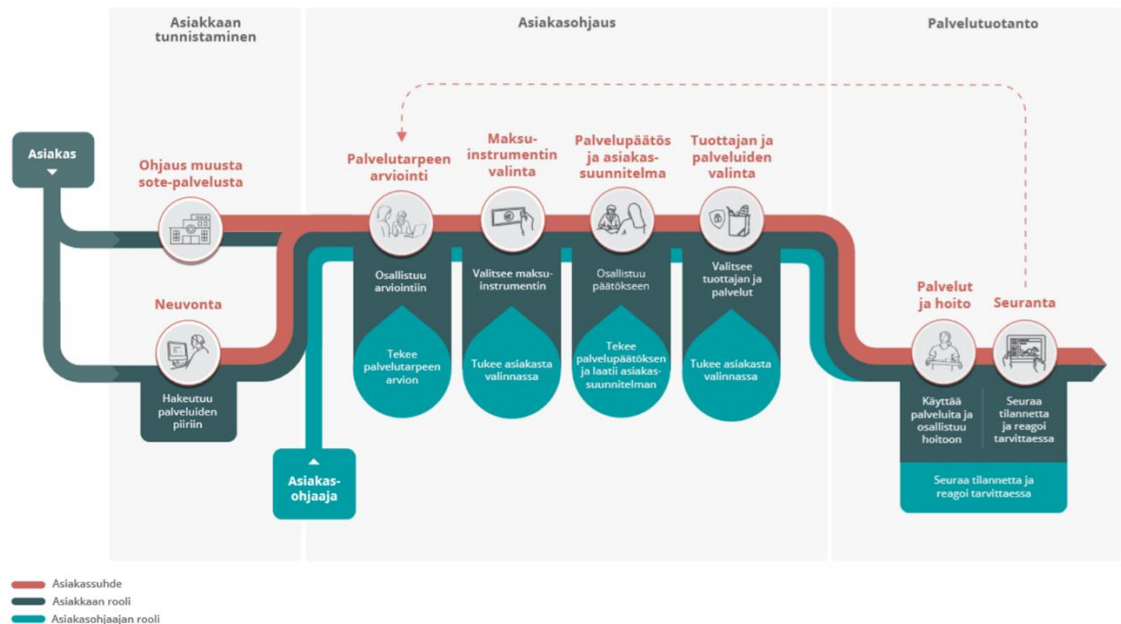 Asiakkaan
tunnistaminen
Asiakasohjaus
Palvelutuotanto
Asiakas
Ohjaus muusta
sote-palvelusta
Neuvonta
Hakeutuu
palveluiden
piiriin
Asiakas-
ohjaaja
Palvelutarpeen
arviointi
Osallistuu
arviointiin
Tekee
palvelutarpeen
arvion
Maksu-
instrumentin
valinta
Valitsee maksu-
instrumentin
Tukee asiakasta
valinnassa
Palvelupäätös
ja asiakas-
suunnitelma
Osallistuu
päätökseen
Tekee
palvelupäätöksen
ja laatii asiakas-
suunnitelman
Tuottajan ja
palveluiden
valinta
Valitsee
tuottajan ja
palvelut
Tukee asiakasta
valinnassa
Palvelut
ja hoito
Käyttää
palveluita ja
osallistuu
hoitoon
Seuranta
Seuraa
tilannetta
ja reagoi
tarvittaessa
Seuraa tilannetta ja
reagoi tarvittaessa
Asiakassuhde
Asiakkaan rooli
Asiakasohjaajan rooli